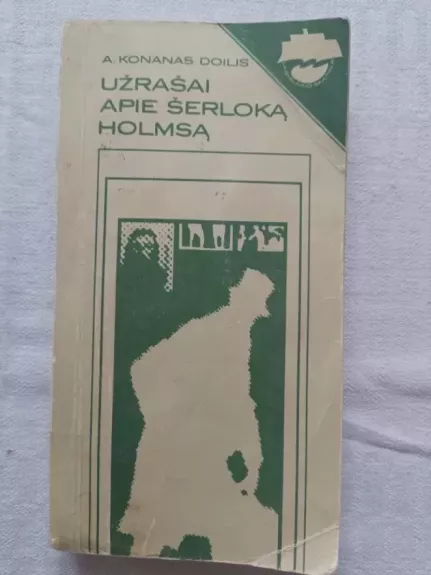 A. KONANAS DOILIS
UŽRAŠAI
APIE ŠERLOKĄ
HOLMSĄ